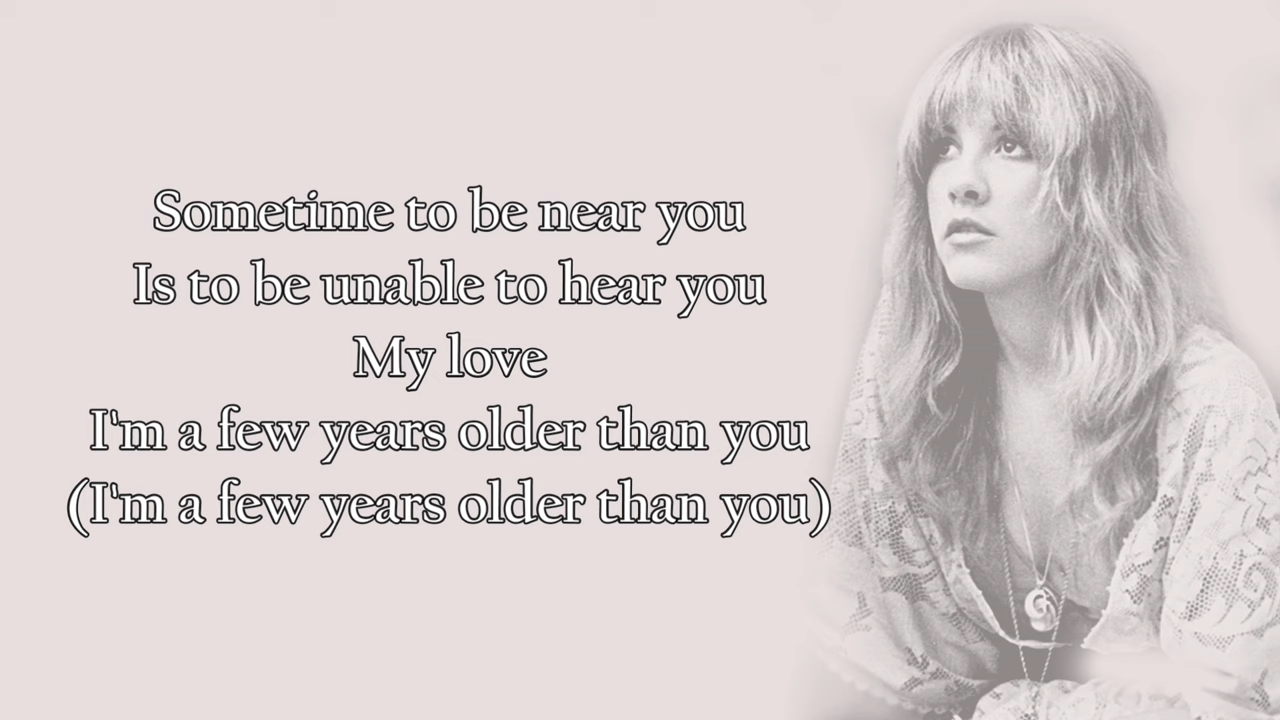 Sometime to be near you
Is to be unable to hear you
My love
I'm a few years older than you
(I'm a few years older than you)